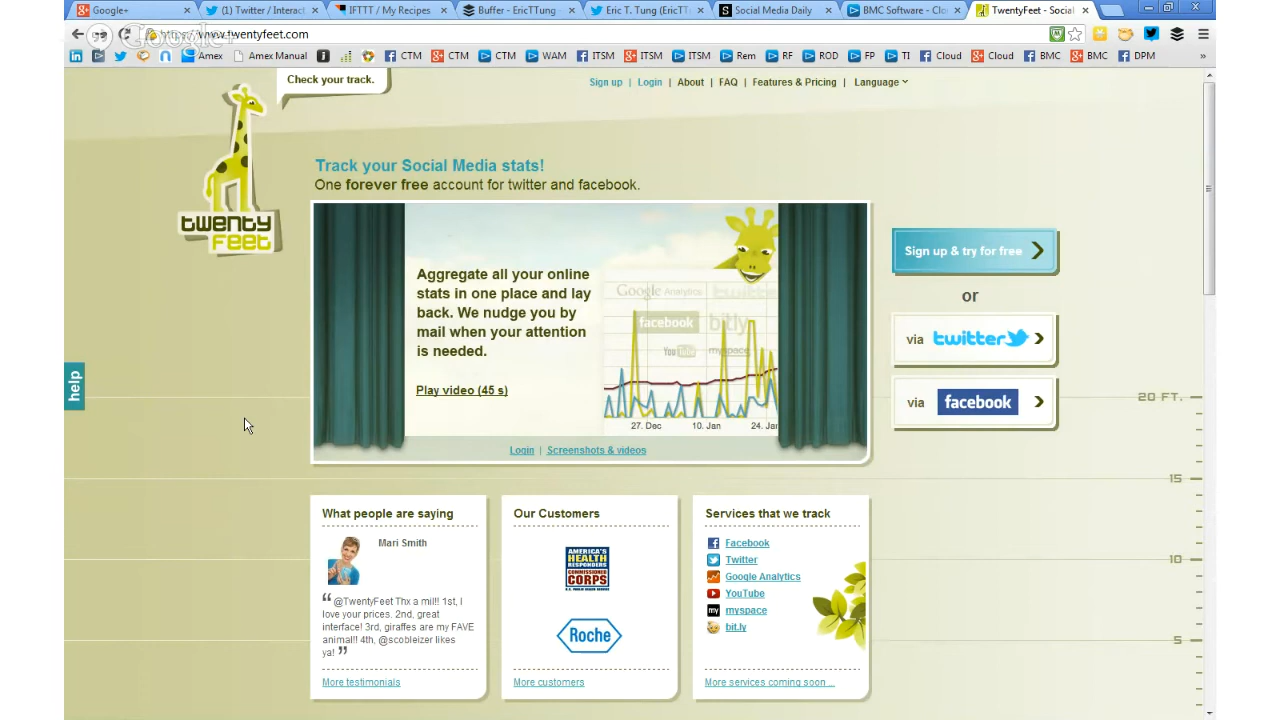 Google+
(1) Twitter / Interact
IFTTT / My Recipes
Buffer - EricTTung
Eric T. Tung (EricTT
Social Media Daily
BMC Software - Clo
TwentyFeet - Social
https://www.twentyfeet.com
Google+
Amex
Amex Manual
CTM
CTM
CTM
WAM
ITSM
ITSM
ITSM
Rem
RF
ROD
FP
TI
Cloud
Cloud
BMC
BMC
DPM
»
Check your track.
Sign up | Login | About | FAQ | Features & Pricing | Language
twenty
feet
Track your Social Media stats!
One forever free account for twitter and facebook.
Aggregate all your online
stats in one place and lay
back. We nudge you by
mail when your attention
is needed.
Play video (45 s)
Google Analytics
twitter
facebook
bitly
YouTube
myspace
27. Dec
10. Jan
24. Jan
Login | Screenshots & videos
Sign up & try for free
or
via twitter
via facebook
help
20 FT.
15
10
5
What people are saying
Mari Smith
“ @TwentyFeet Thx a mil!! 1st, I
love your prices. 2nd, great
interface! 3rd, giraffes are my FAVE
animal!! 4th, @scobleizer likes
ya! ”
More testimonials
Our Customers
AMERICA'S
HEALTH
RESPONDERS
COMMISSIONED
CORPS
Roche
More customers
Services that we track
Facebook
Twitter
Google Analytics
YouTube
my myspace
bit.ly
More services coming soon ...